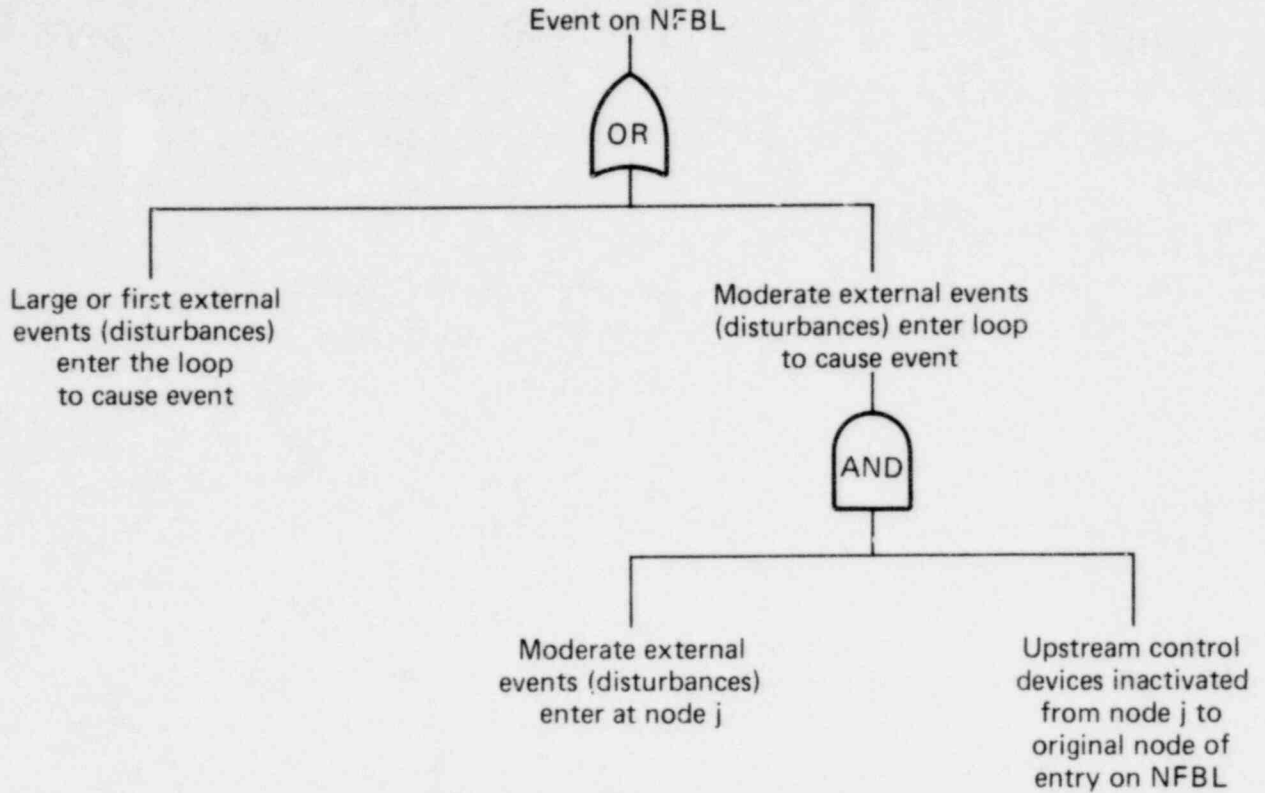 Event on NFBL
OR
Large or first external
events (disturbances)
enter the loop
to cause event
Moderate external events
(disturbances) enter loop
to cause event
AND
Moderate external
events (disturbances)
enter at node j
Upstream control
devices inactivated
from node j to
original node of
entry on NFBL